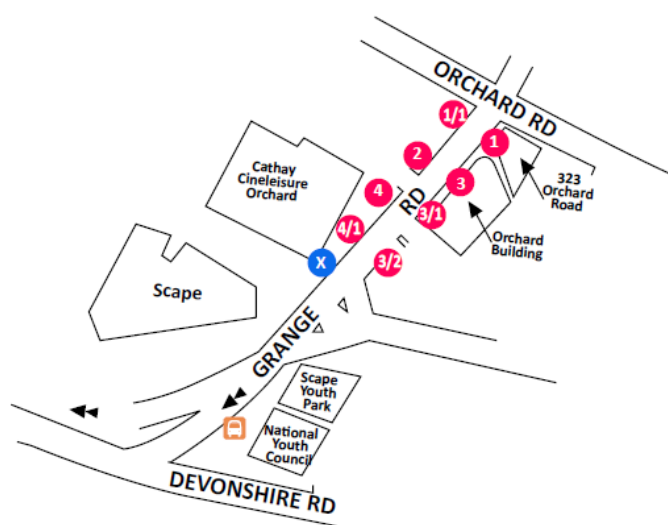 ORCHARD RD
1/1
1
2
323
Orchard
Road
Cathay
Cineleisure
Orchard
4
3
RD
3/1
4/1
Orchard
Building
X
3/2
Scape
GRANGE
Scape
Youth
Park
National
Youth
Council
DEVONSHIRE RD